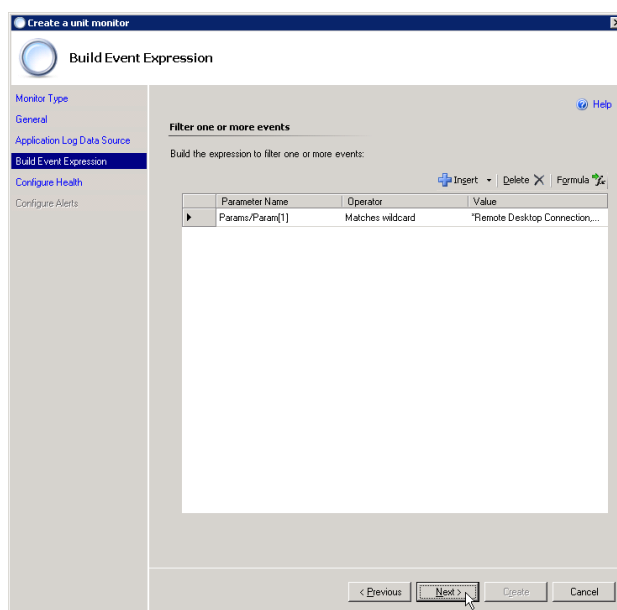 Create a unit monitor
Build Event Expression
Monitor Type
General
Application Log Data Source
Build Event Expression
Configure Health
Configure Alerts
Help
Filter one or more events
Build the expression to filter one or more events:
Insert Delete Formula
Parameter Name Operator Value
Params/Param[1] Matches wildcard "Remote Desktop Connection,...
< Previous Next > Create Cancel